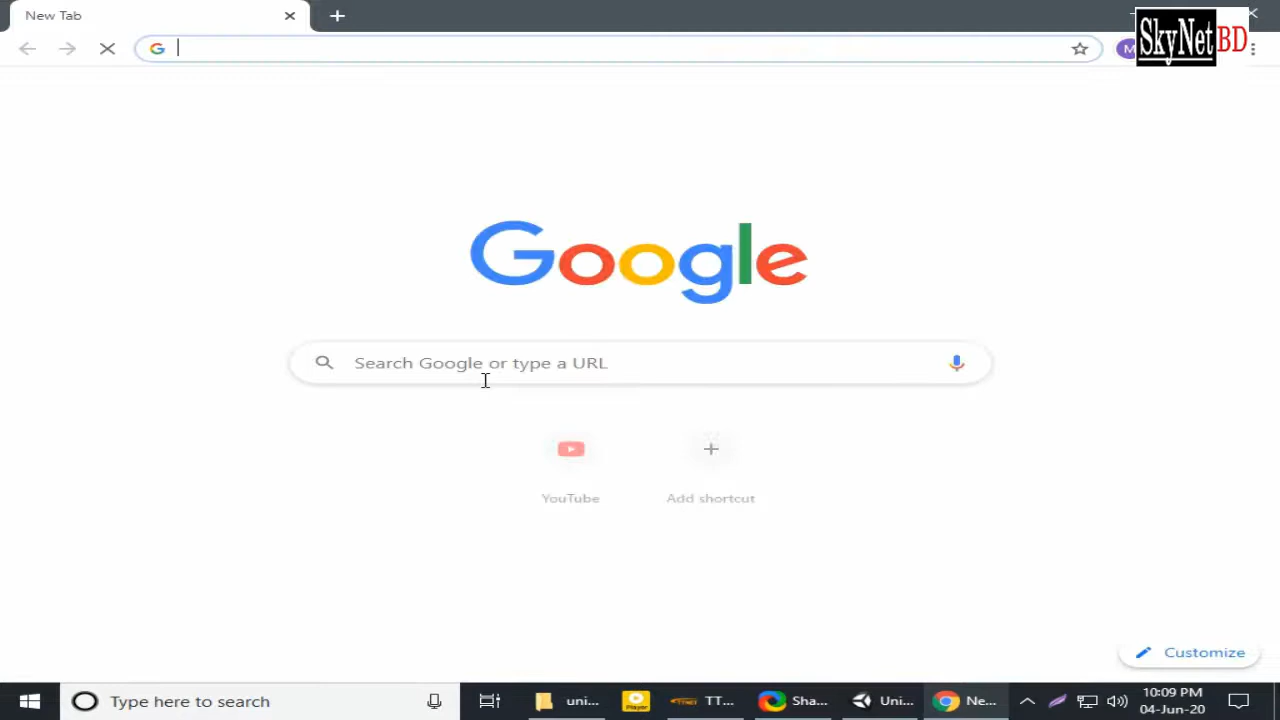 New Tab
SkyNetBD
M
Google
Search Google or type a URL
YouTube
Add shortcut
Customize
Type here to search
uni...
Player
TT...
Sha...
Uni...
Ne...
10:09 PM
04-Jun-20